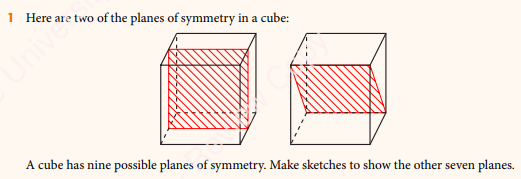 1 Here are two of the planes of symmetry in a cube:
A cube has nine possible planes of symmetry. Make sketches to show the other seven planes.